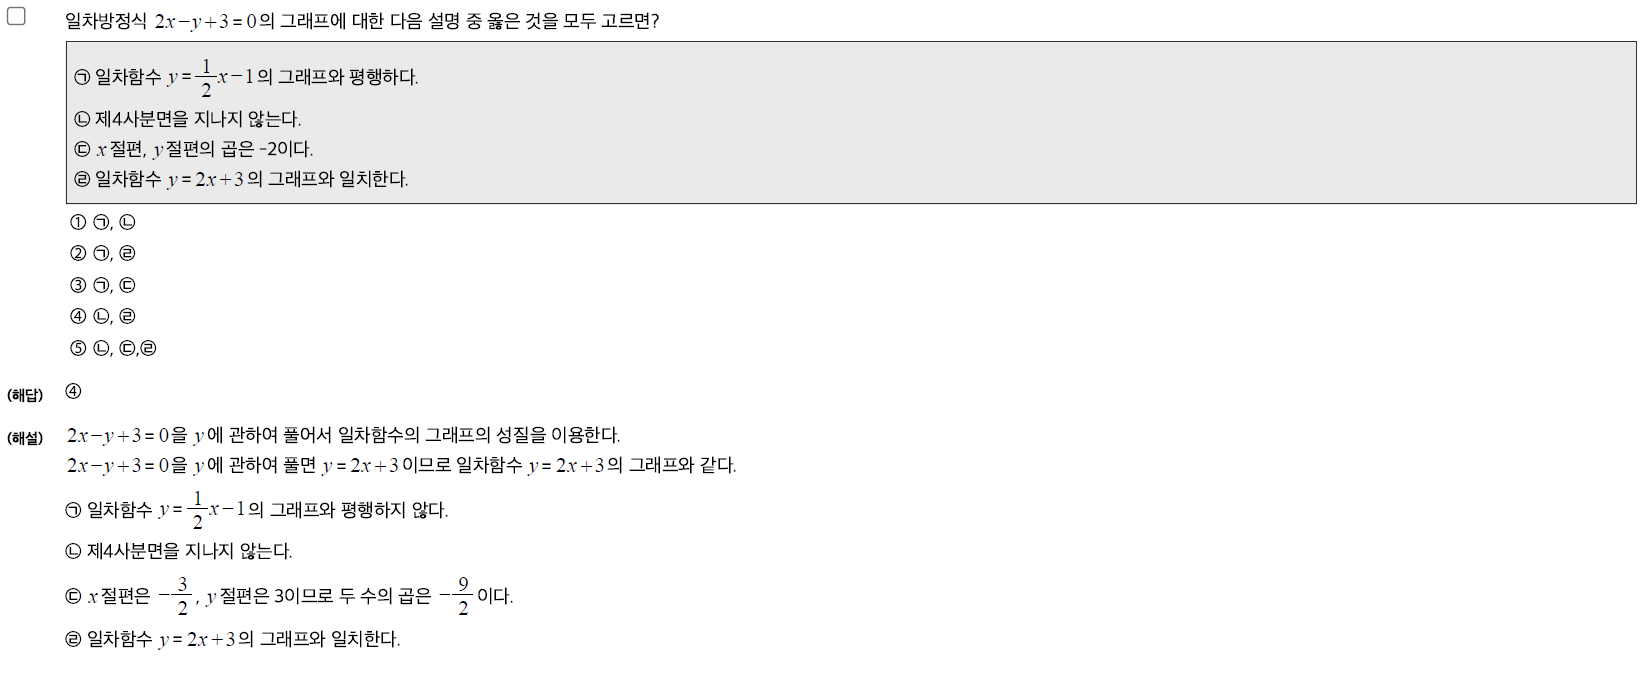 일차방정식 2x−y+3=0의 그래프에 대한 다음 설명 중 옳은 것을 모두 고르면?
㉠ 일차함수 y=1/2x−1의 그래프와 평행하다.
㉡ 제4사분면을 지나지 않는다.
㉢ x절편, y절편의 곱은 -2이다.
㉣ 일차함수 y=2x+3의 그래프와 일치한다.
① ㉠, ㉡
② ㉠, ㉣
③ ㉠, ㉢
④ ㉡, ㉣
⑤ ㉡, ㉢,㉣
(해답) ④
(해설) 2x−y+3=0을 y에 관하여 풀어서 일차함수의 그래프의 성질을 이용한다.
2x−y+3=0을 y에 관하여 풀면 y=2x+3이므로 일차함수 y=2x+3의 그래프와 같다.
㉠ 일차함수 y=1/2x−1의 그래프와 평행하지 않다.
㉡ 제4사분면을 지나지 않는다.
㉢ x절편은 −3/2, y절편은 3이므로 두 수의 곱은 −9/2이다.
㉣ 일차함수 y=2x+3의 그래프와 일치한다.